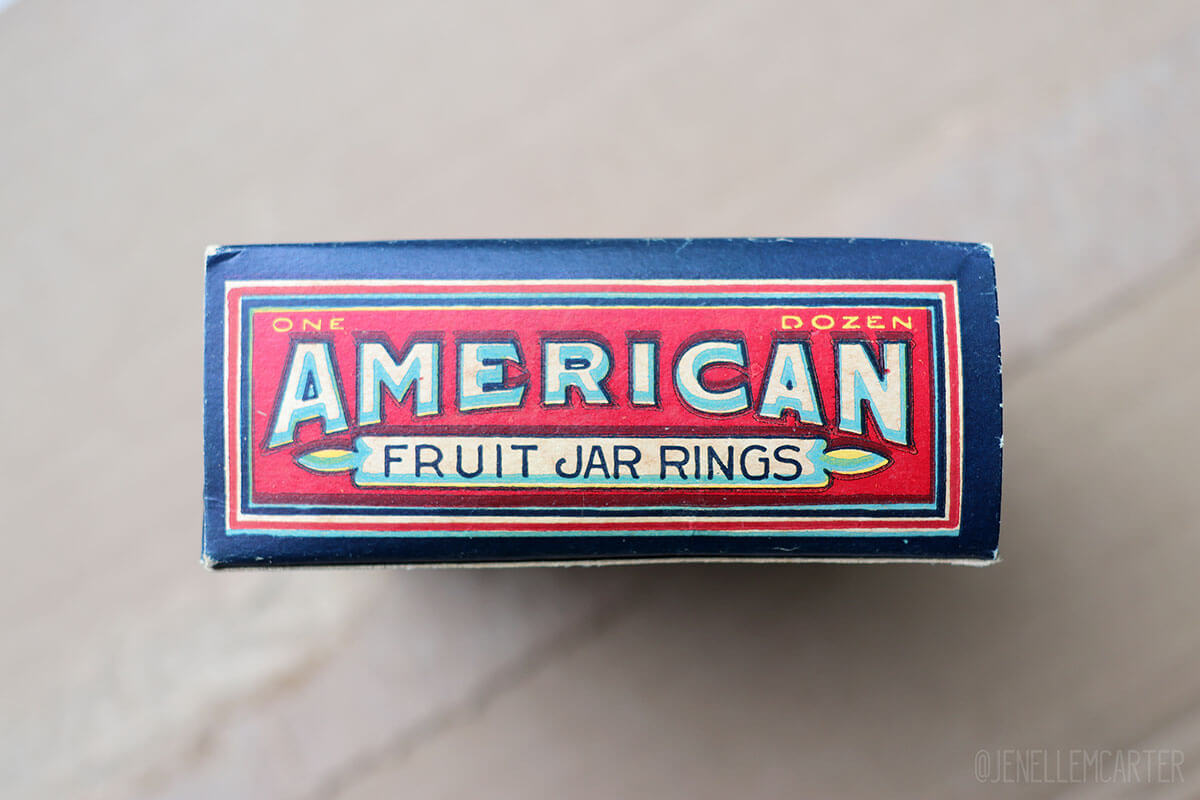 ONE DOZEN
AMERICAN
FRUIT JAR RINGS
@JENELLEMCARTER